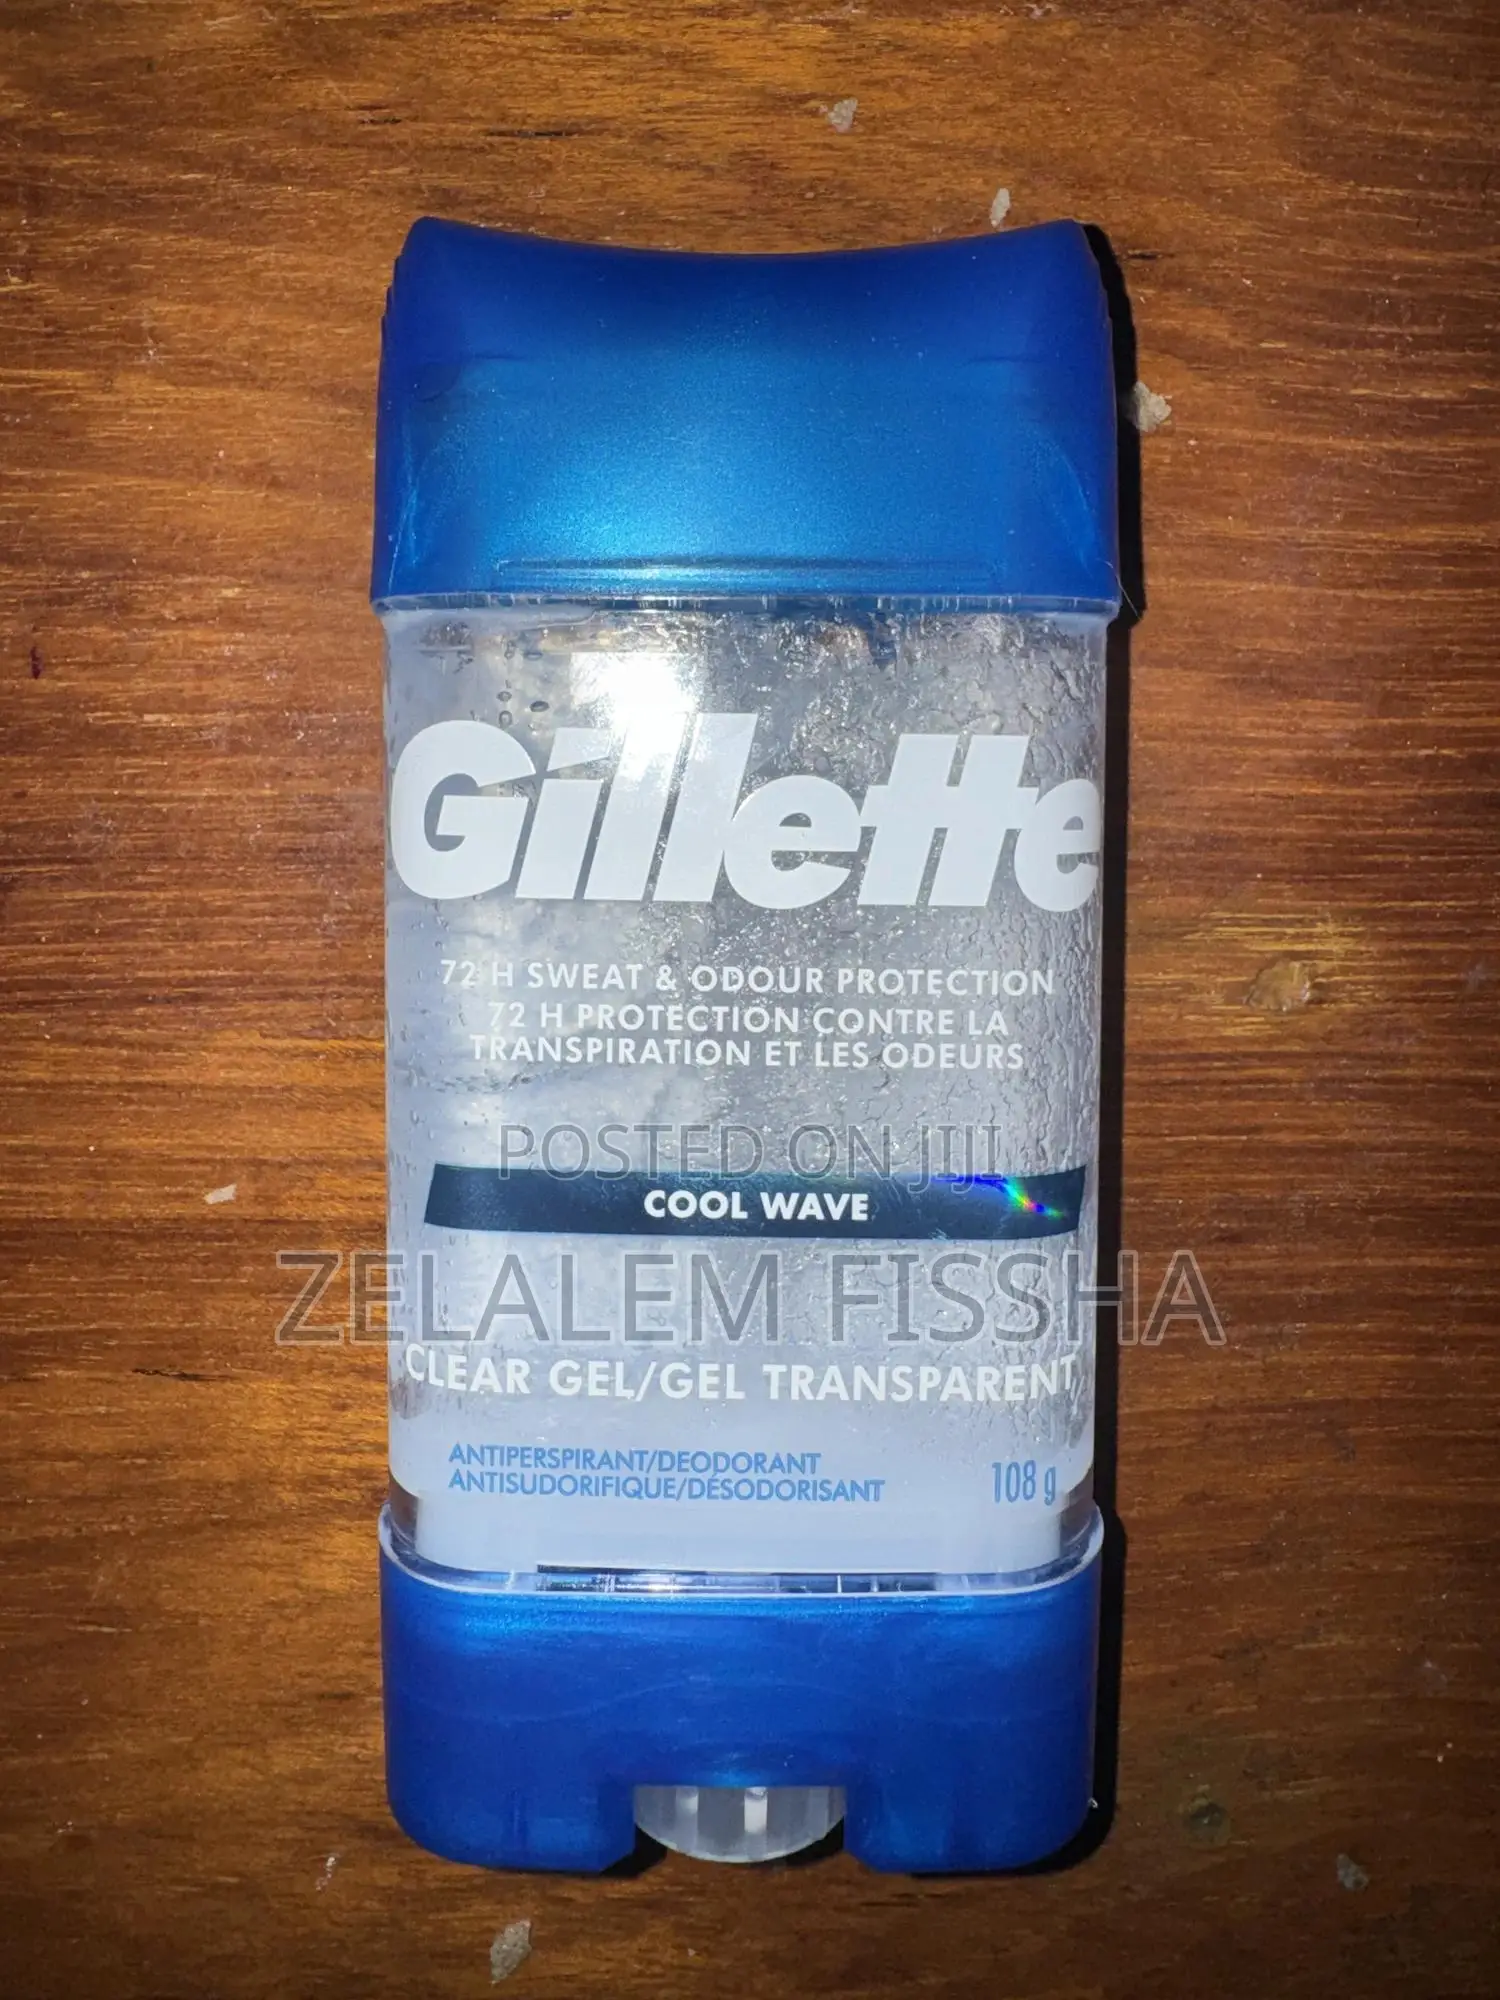 Gillette
72 H SWEAT & ODOUR PROTECTION
72 H PROTECTION CONTRE LA
TRANSPIRATION ET LES ODEURS
POSTED ON JIJI
COOL WAVE
ZELALEM FISSHA
CLEAR GEL/GEL TRANSPARENT
ANTIPERSPIRANT/DEODORANT
ANTISUDORIFIQUE/DÉSODORISANT
108 g